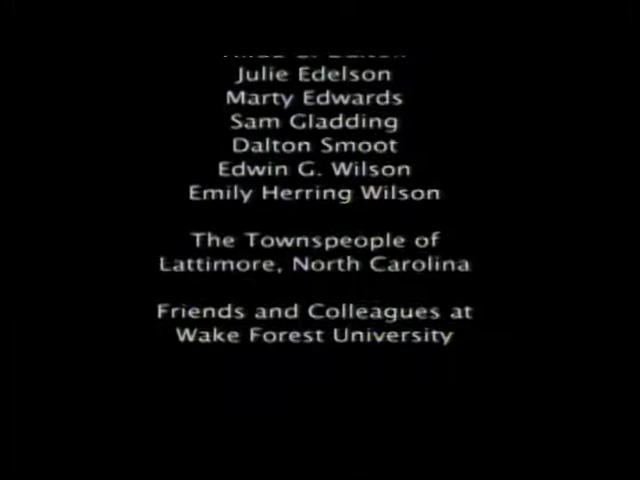 Julie Edelson
Marty Edwards
Sam Gladding
Dalton Smoot
Edwin G. Wilson
Emily Herring Wilson
The Townspeople of
Lattimore, North Carolina
Friends and Colleagues at
Wake Forest University